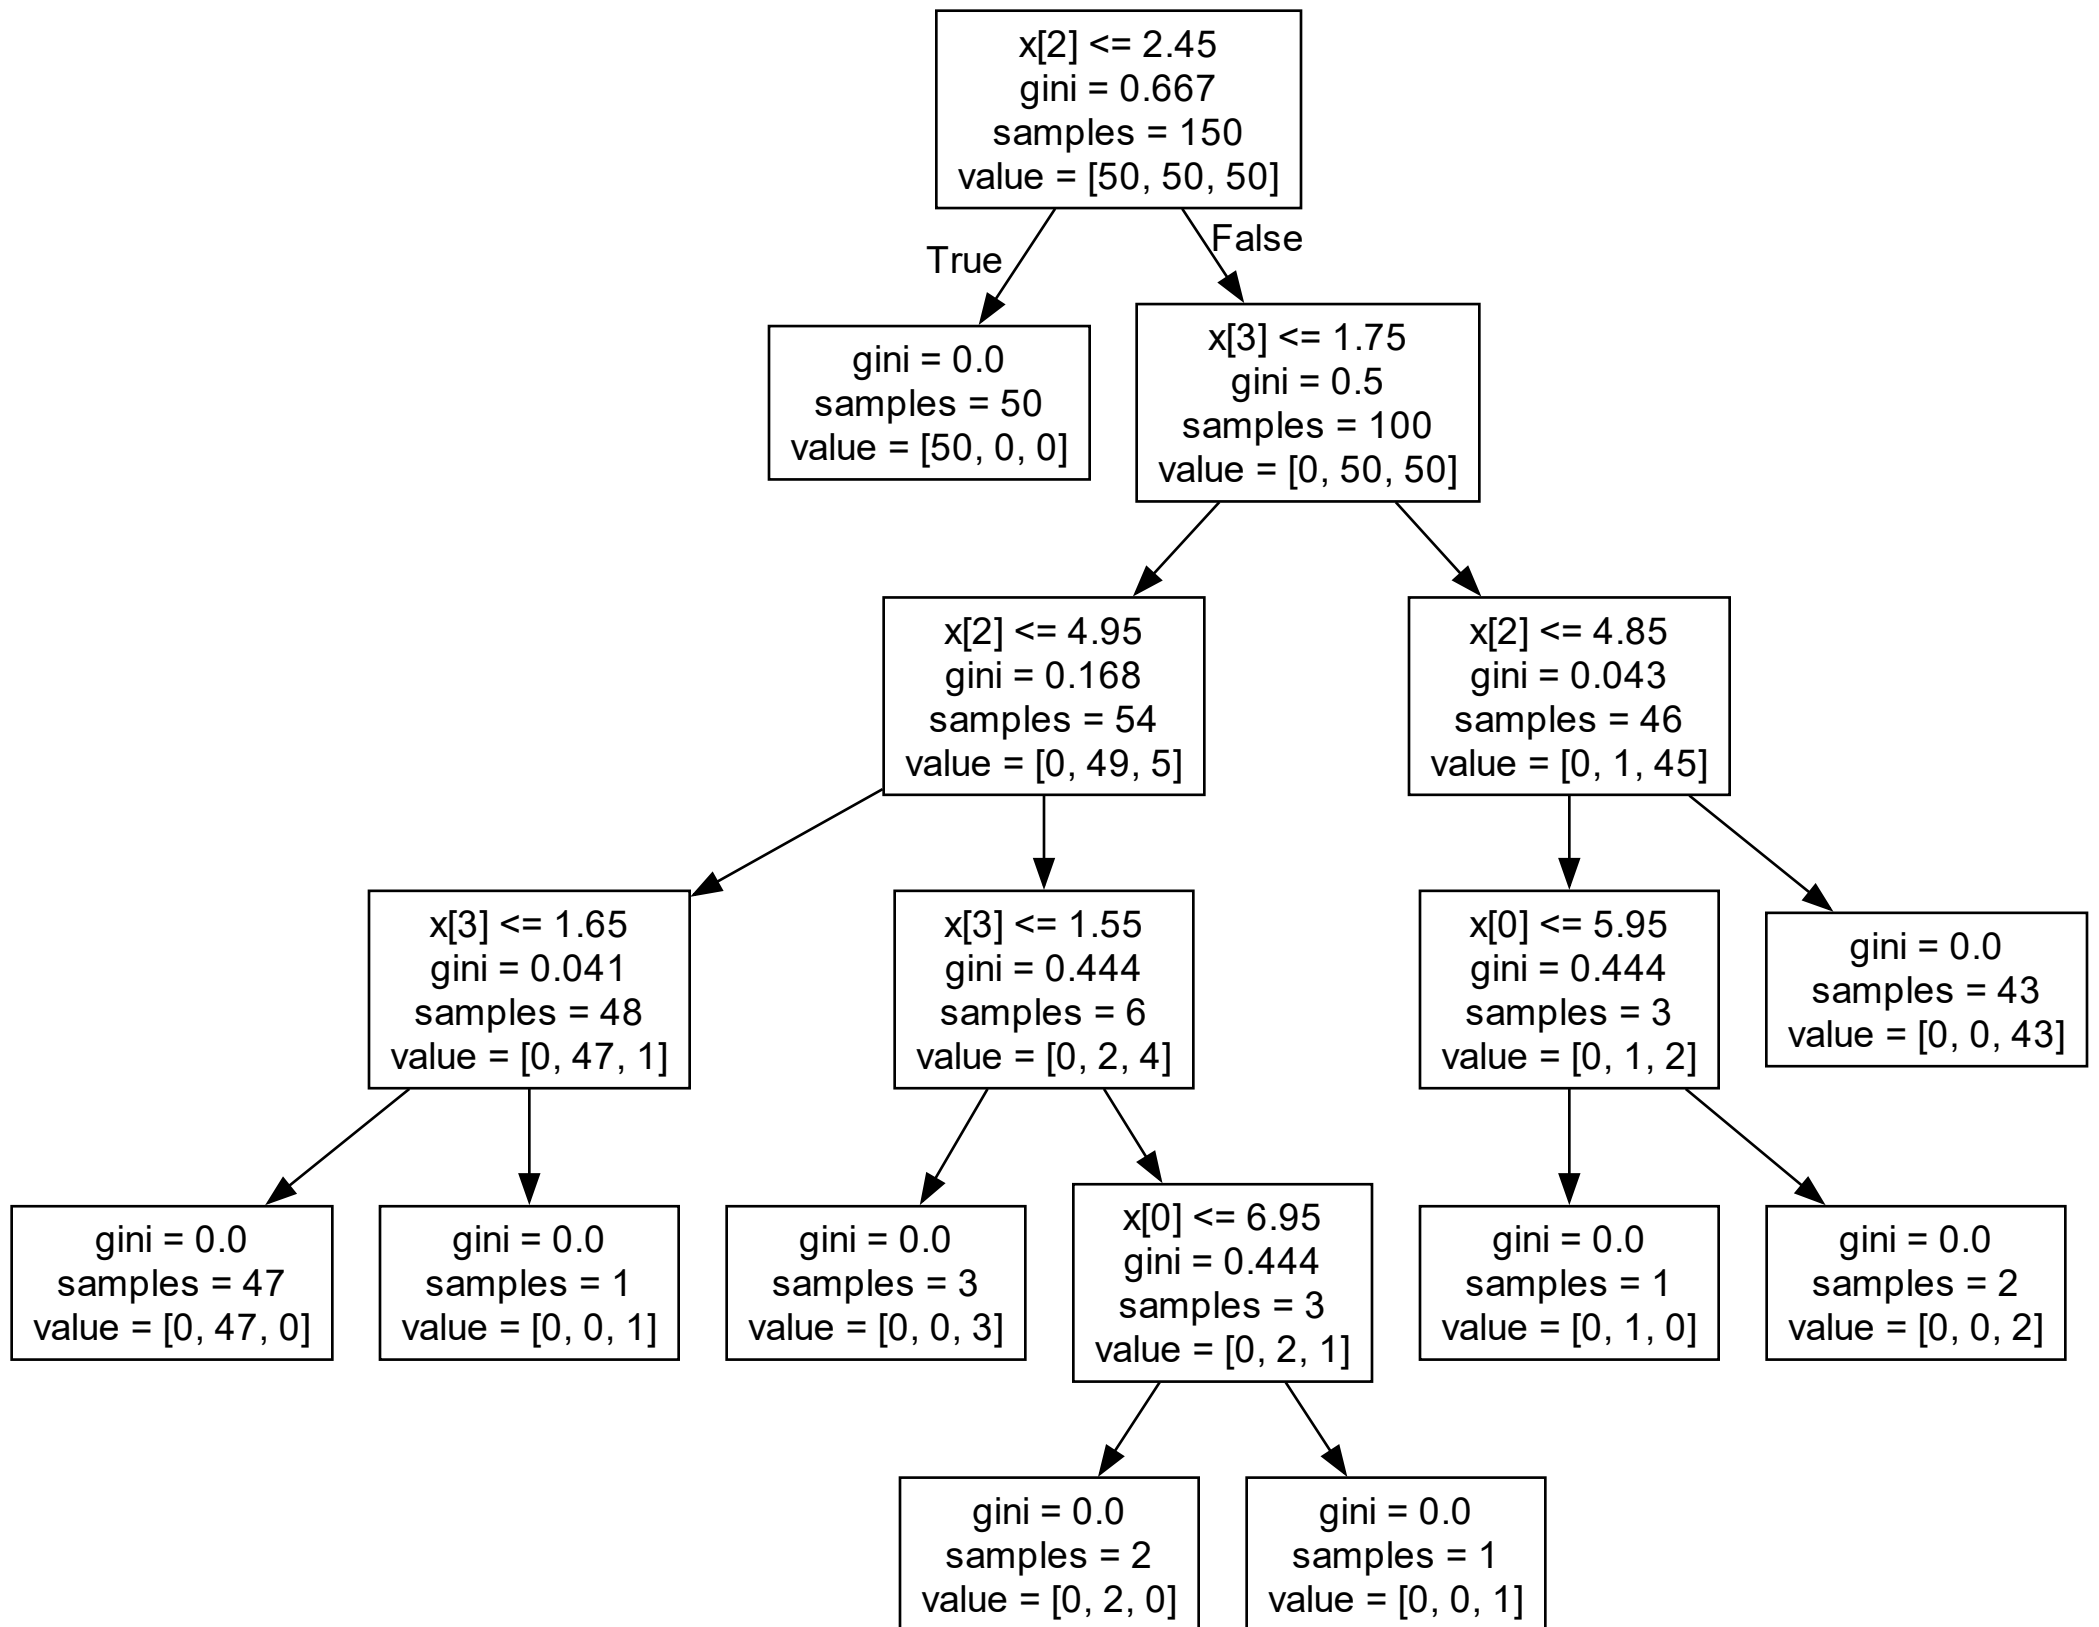 x[2] <= 2.45
gini = 0.667
samples = 150
value = [50, 50, 50]
True
False
gini = 0.0
samples = 50
value = [50, 0, 0]
x[3] <= 1.75
gini = 0.5
samples = 100
value = [0, 50, 50]
x[2] <= 4.95
gini = 0.168
samples = 54
value = [0, 49, 5]
x[2] <= 4.85
gini = 0.043
samples = 46
value = [0, 1, 45]
x[3] <= 1.65
gini = 0.041
samples = 48
value = [0, 47, 1]
x[3] <= 1.55
gini = 0.444
samples = 6
value = [0, 2, 4]
x[0] <= 5.95
gini = 0.444
samples = 3
value = [0, 1, 2]
gini = 0.0
samples = 43
value = [0, 0, 43]
gini = 0.0
samples = 47
value = [0, 47, 0]
gini = 0.0
samples = 1
value = [0, 0, 1]
gini = 0.0
samples = 3
value = [0, 0, 3]
x[0] <= 6.95
gini = 0.444
samples = 3
value = [0, 2, 1]
gini = 0.0
samples = 1
value = [0, 1, 0]
gini = 0.0
samples = 2
value = [0, 0, 2]
gini = 0.0
samples = 2
value = [0, 2, 0]
gini = 0.0
samples = 1
value = [0, 0, 1]